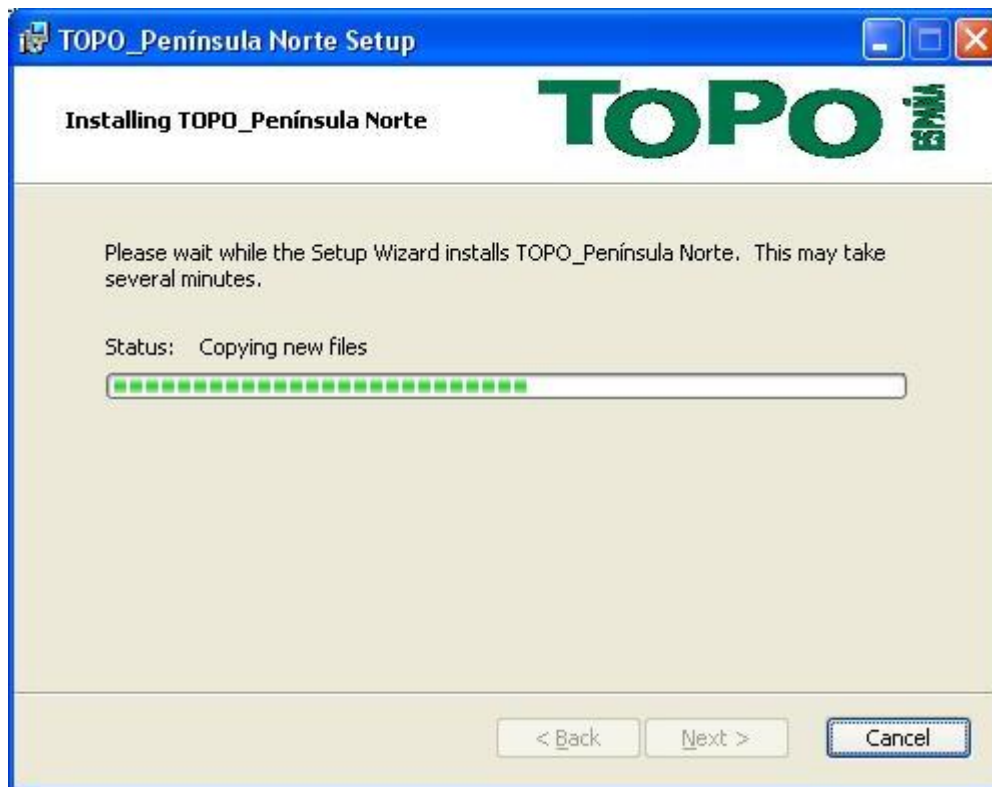 TOPO_Península Norte Setup
Installing TOPO_Península Norte
ToPo ESPAÑA
Please wait while the Setup Wizard installs TOPO_Península Norte.  This may take
several minutes.
Status:   Copying new files
< Back   Next >   Cancel